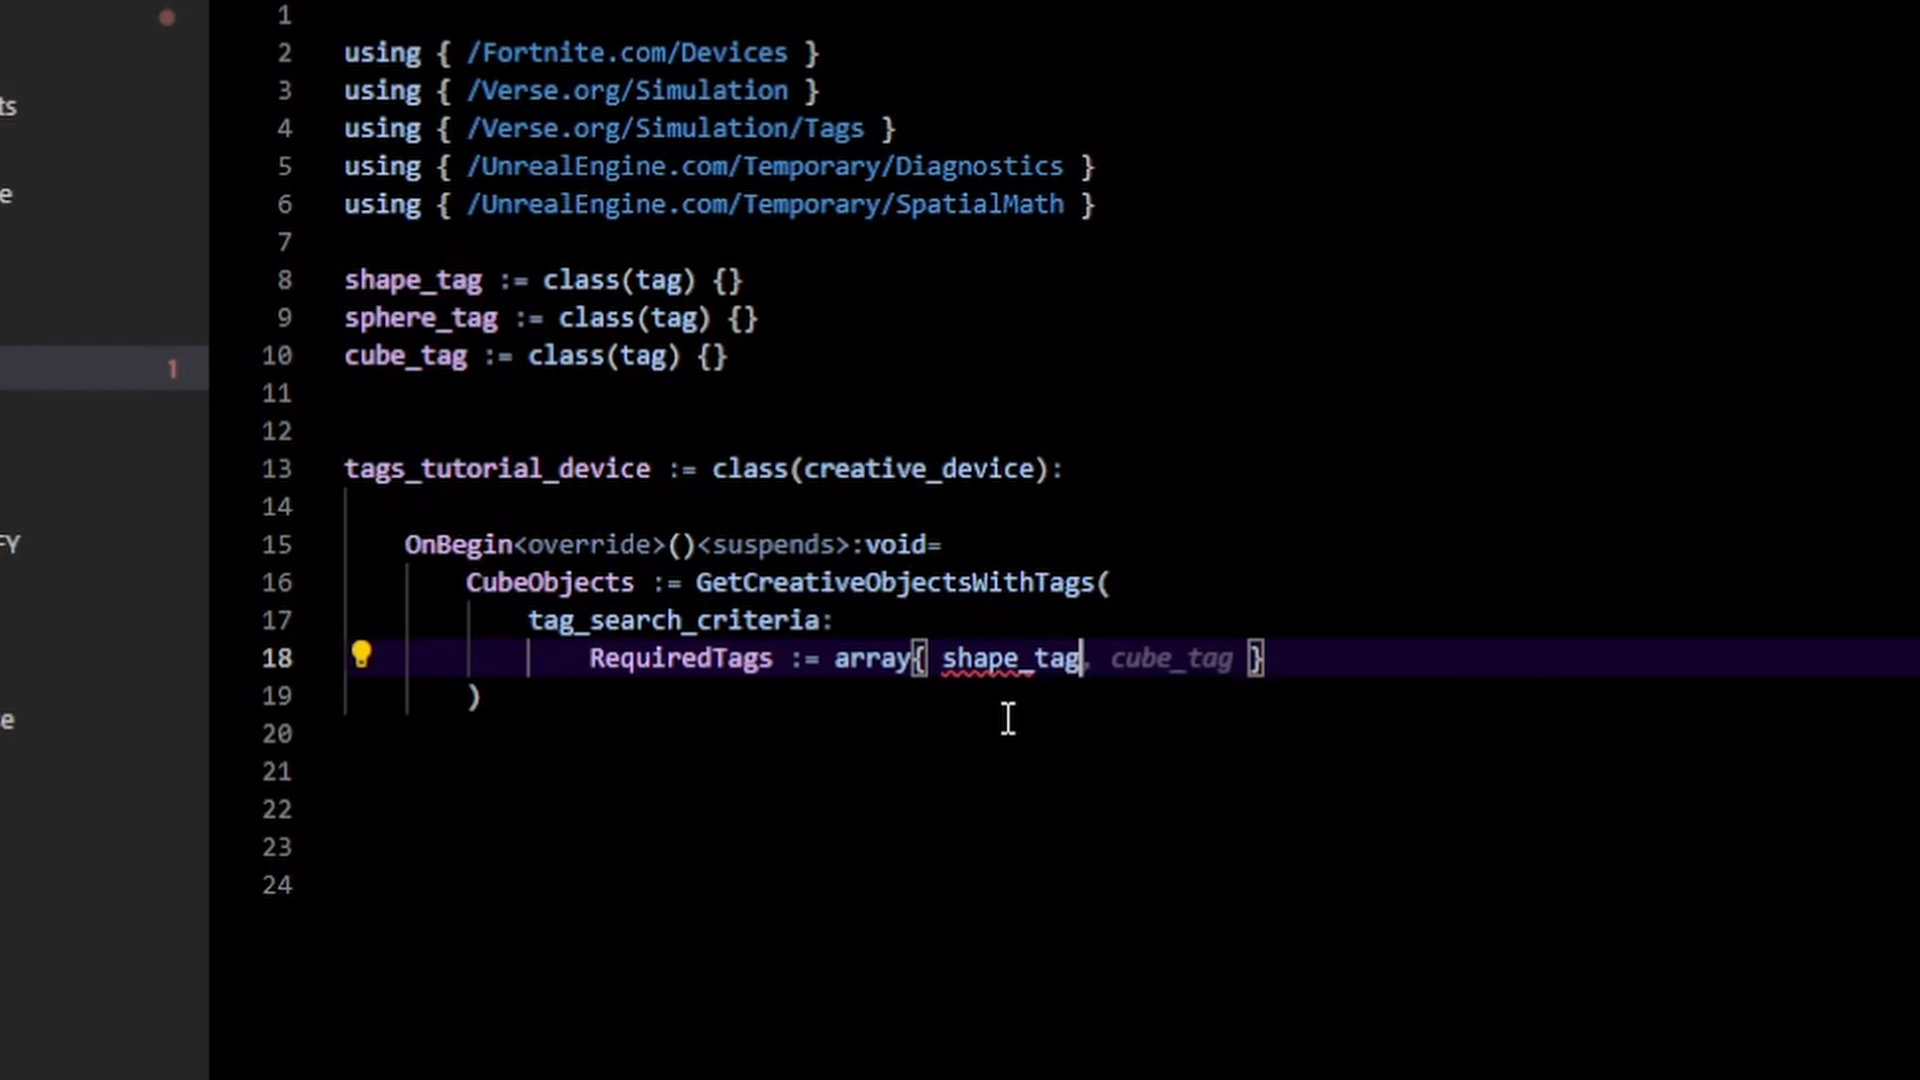 1
2 using { /Fortnite.com/Devices }
ts
3 using { /Verse.org/Simulation }
4 using { /Verse.org/Simulation/Tags }
5 using { /UnrealEngine.com/Temporary/Diagnostics }
e
6 using { /UnrealEngine.com/Temporary/SpatialMath }
7
8 shape_tag := class(tag) {}
9 sphere_tag := class(tag) {}
10 cube_tag := class(tag) {}
1
11
12
13 tags_tutorial_device := class(creative_device):
14
FY
15 OnBegin<override>()<suspends>:void=
16 CubeObjects := GetCreativeObjectsWithTags(
17 tag_search_criteria:
18 RequiredTags := array{ shape_tag, cube_tag }
19 )
e
20
21
22
23
24